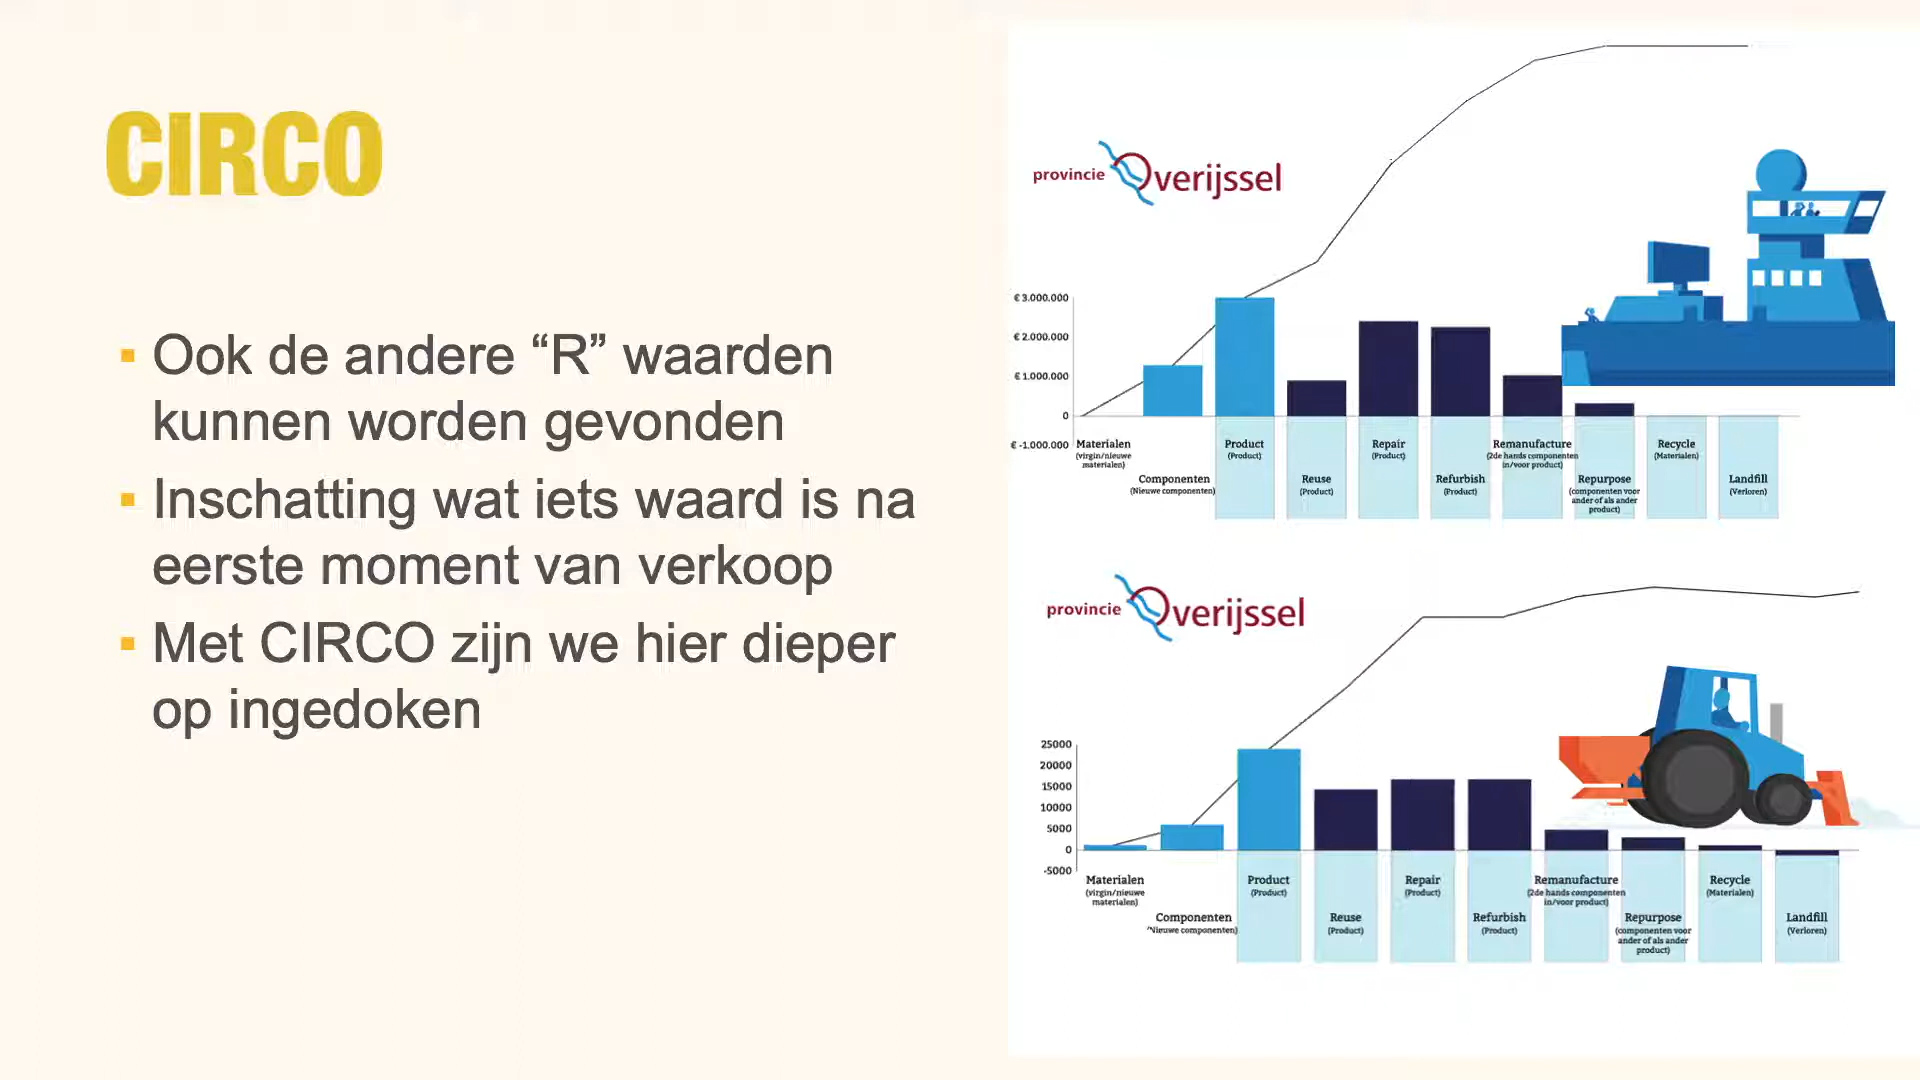 CIRCO
Ook de andere “R” waarden
kunnen worden gevonden
Inschatting wat iets waard is na
eerste moment van verkoop
Met CIRCO zijn we hier dieper
op ingedoken
provincie Overijssel
€ 3.000.000
€ 2.000.000
€ 1.000.000
0
€ -1.000.000
Materialen
(virgin/nieuwe
materialen)
Componenten
(Nieuwe componenten)
Product
(Product)
Reuse
(Product)
Repair
(Product)
Refurbish
(Product)
Remanufacture
(2de hands componenten
in/voor product)
Repurpose
(componenten voor
ander of als ander
product)
Recycle
(Materialen)
Landfill
(Verloren)
provincie Overijssel
25000
20000
15000
10000
5000
0
-5000
Materialen
(virgin/nieuwe
materialen)
Componenten
(Nieuwe componenten)
Product
(Product)
Reuse
(Product)
Repair
(Product)
Refurbish
(Product)
Remanufacture
(2de hands componenten
in/voor product)
Repurpose
(componenten voor
ander of als ander
product)
Recycle
(Materialen)
Landfill
(Verloren)